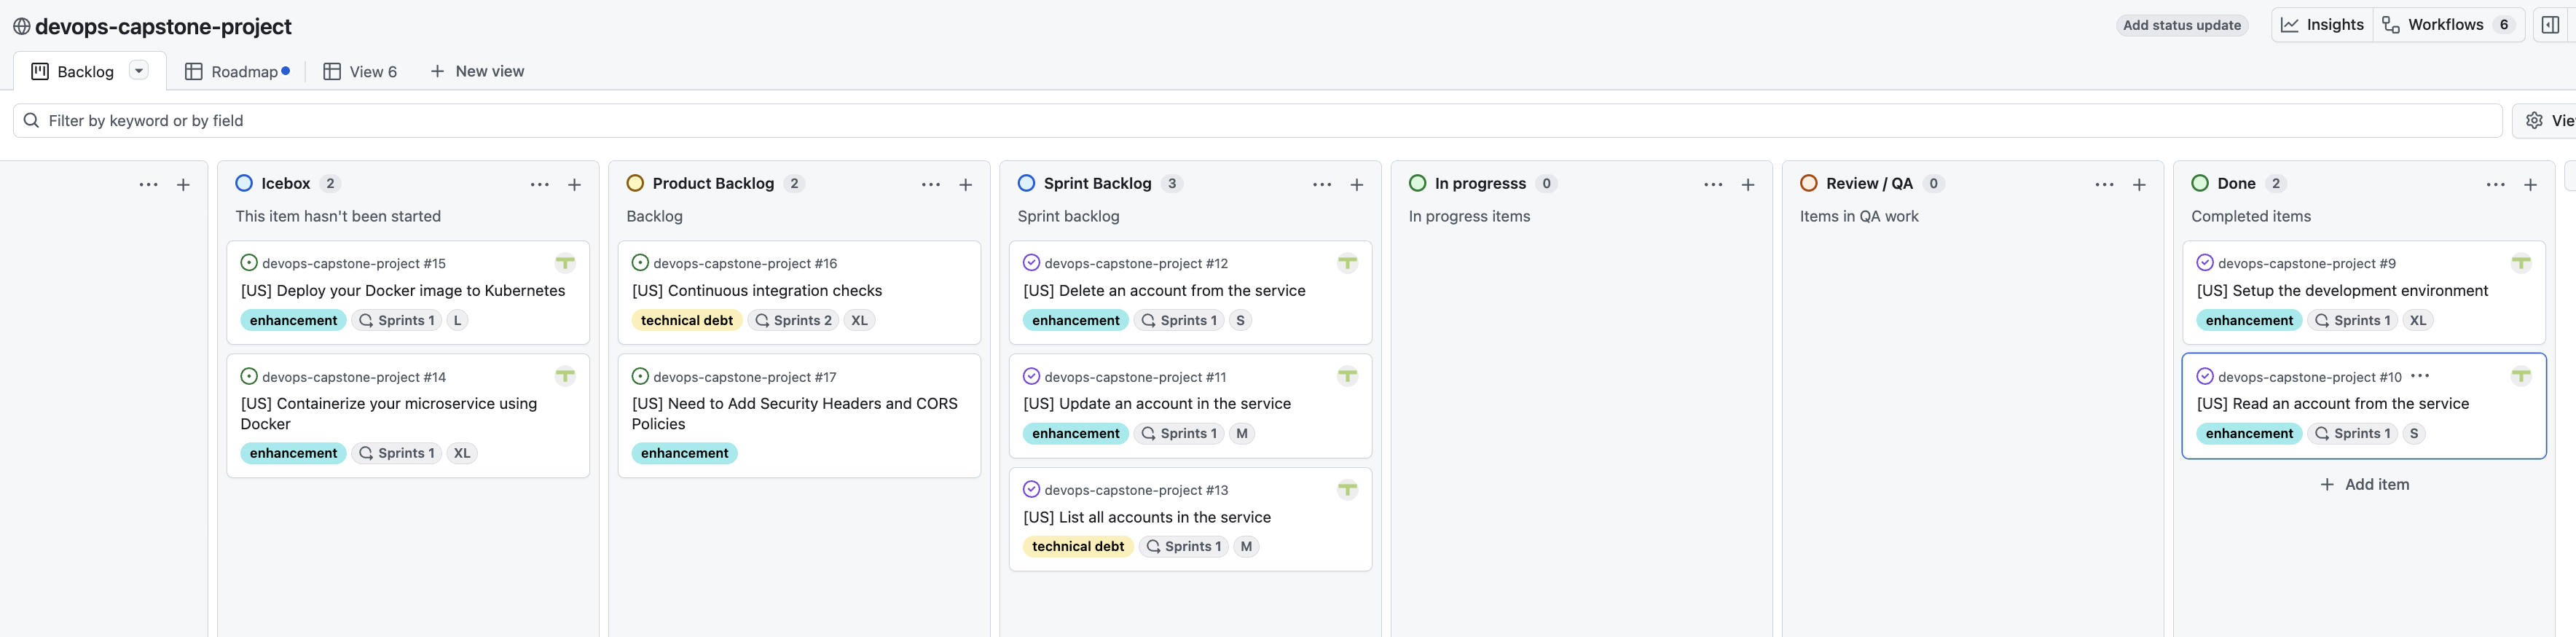 devops-capstone-project
Add status update
Insights
Workflows 6
Backlog
Roadmap
View 6
New view
Filter by keyword or by field
Vie
Icebox 2
This item hasn't been started
devops-capstone-project #15
[US] Deploy your Docker image to Kubernetes
enhancement Sprints 1 L
devops-capstone-project #14
[US] Containerize your microservice using
Docker
enhancement Sprints 1 XL
Product Backlog 2
Backlog
devops-capstone-project #16
[US] Continuous integration checks
technical debt Sprints 2 XL
devops-capstone-project #17
[US] Need to Add Security Headers and CORS
Policies
enhancement
Sprint Backlog 3
Sprint backlog
devops-capstone-project #12
[US] Delete an account from the service
enhancement Sprints 1 S
devops-capstone-project #11
[US] Update an account in the service
enhancement Sprints 1 M
devops-capstone-project #13
[US] List all accounts in the service
technical debt Sprints 1 M
In progresss 0
In progress items
Review / QA 0
Items in QA work
Done 2
Completed items
devops-capstone-project #9
[US] Setup the development environment
enhancement Sprints 1 XL
devops-capstone-project #10
[US] Read an account from the service
enhancement Sprints 1 S
Add item